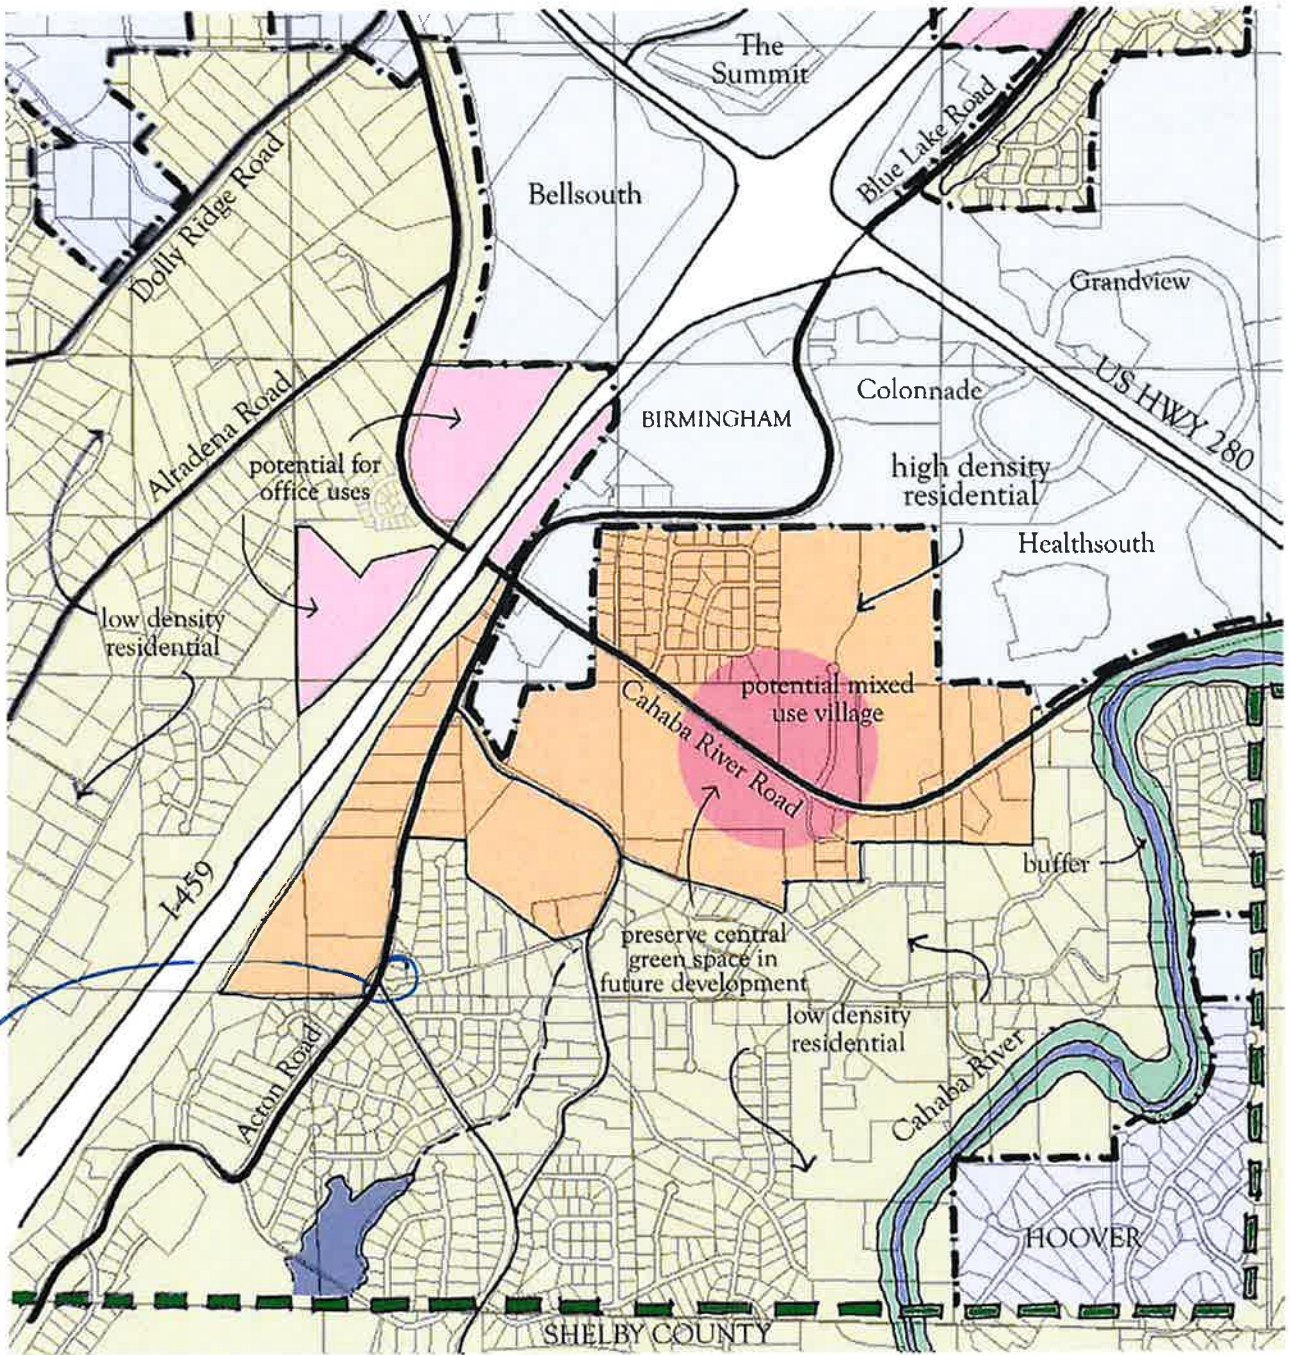 The
Summit
Blue Lake Road
Bellsouth
Dolly Ridge Road
Grandview
US HWY 280
Colonnade
BIRMINGHAM
Altadena Road
potential for
office uses
high density
residential
Healthsouth
low density
residential
potential mixed
use village
Cahaba River Road
buffer
I-459
preserve central
green space in
future development
low density
residential
Cahaba River
Acton Road
HOOVER
SHELBY COUNTY